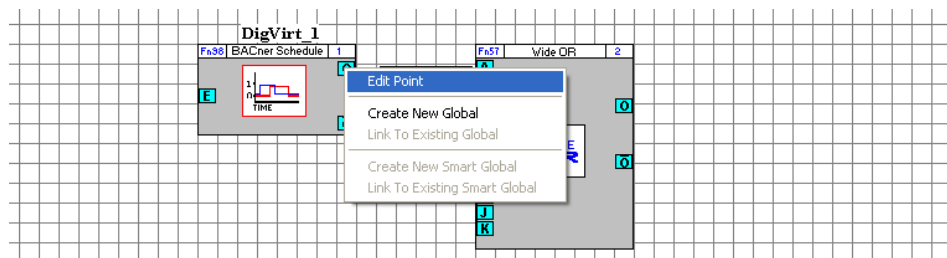 DigVirt_1
Fn98 BACner Schedule 1
Fn57 Wide OR 2
A
O
Edit Point
1
0
E
TIME
Create New Global
O
Link To Existing Global
E
Create New Smart Global
O
Link To Existing Smart Global
J
K